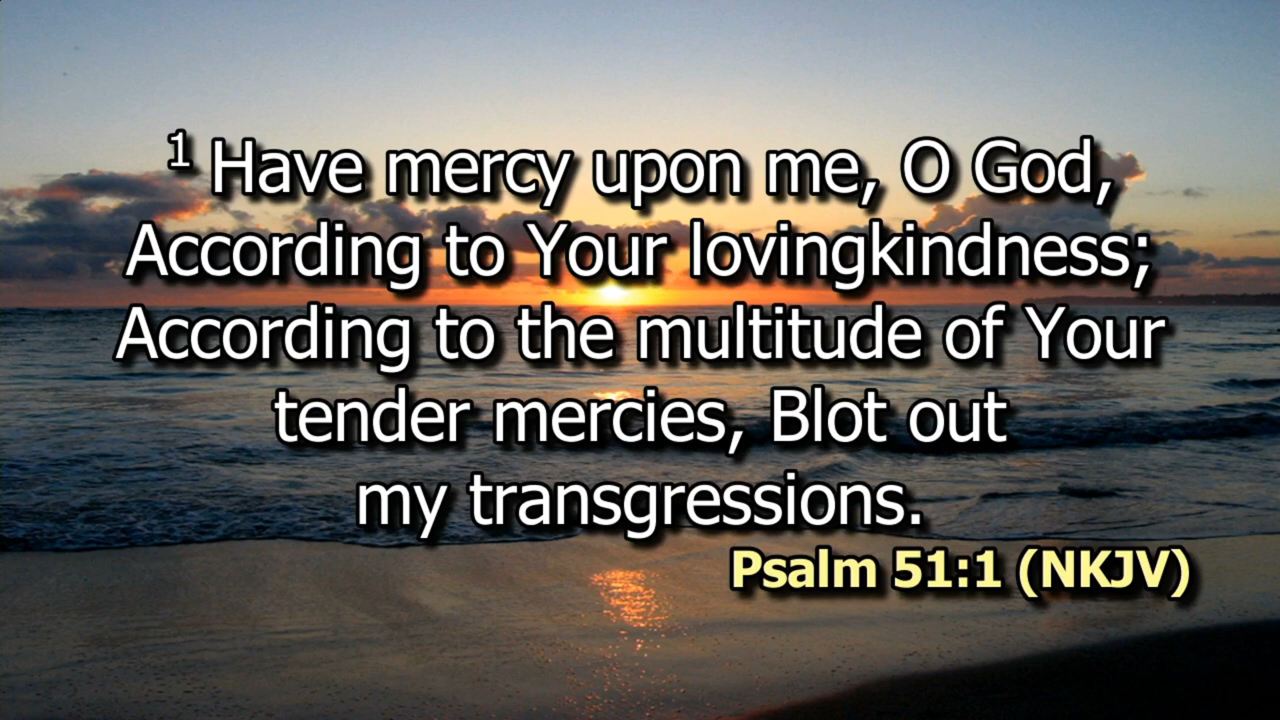 1 Have mercy upon me, O God,
According to Your lovingkindness;
According to the multitude of Your
tender mercies, Blot out
my transgressions.
Psalm 51:1 (NKJV)